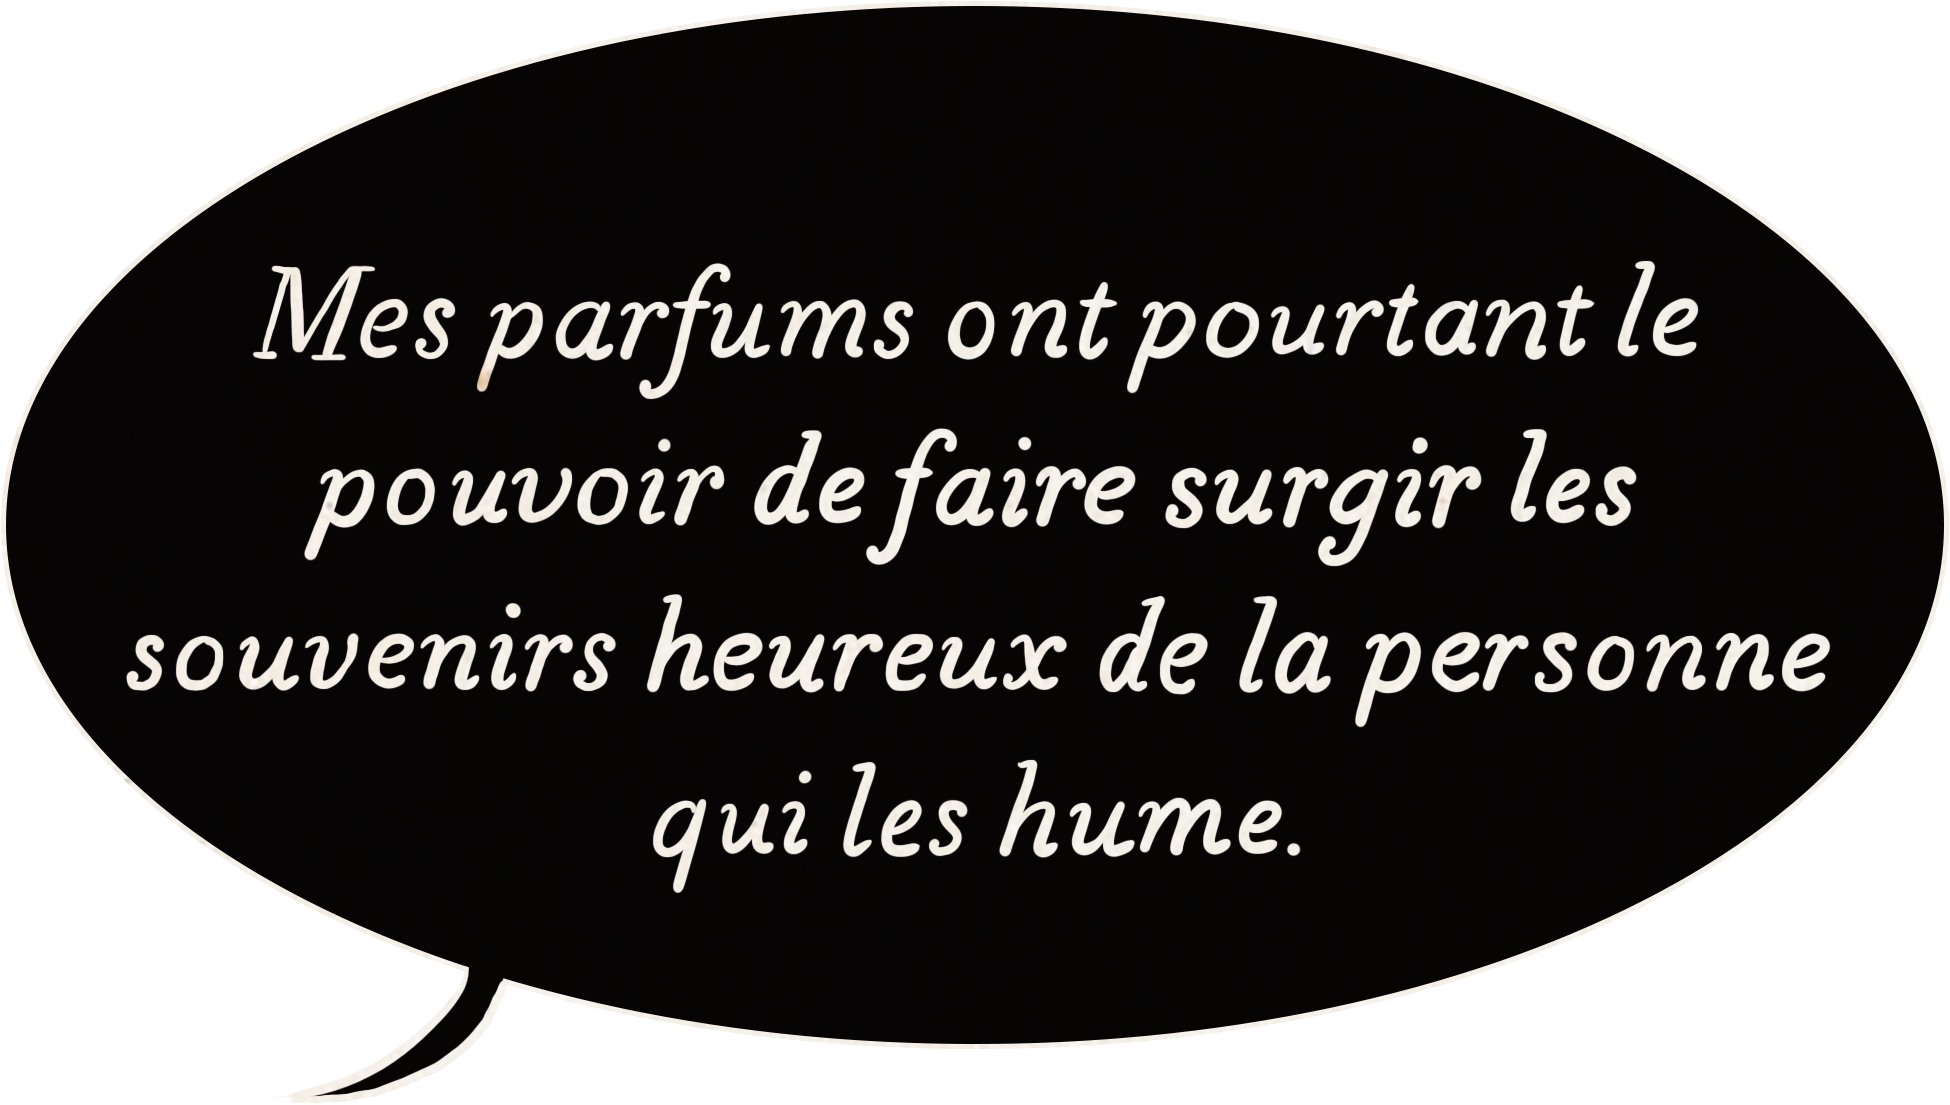 Mes parfums ont pourtant le
pouvoir de faire surgir les
souvenirs heureux de la personne
qui les hume.